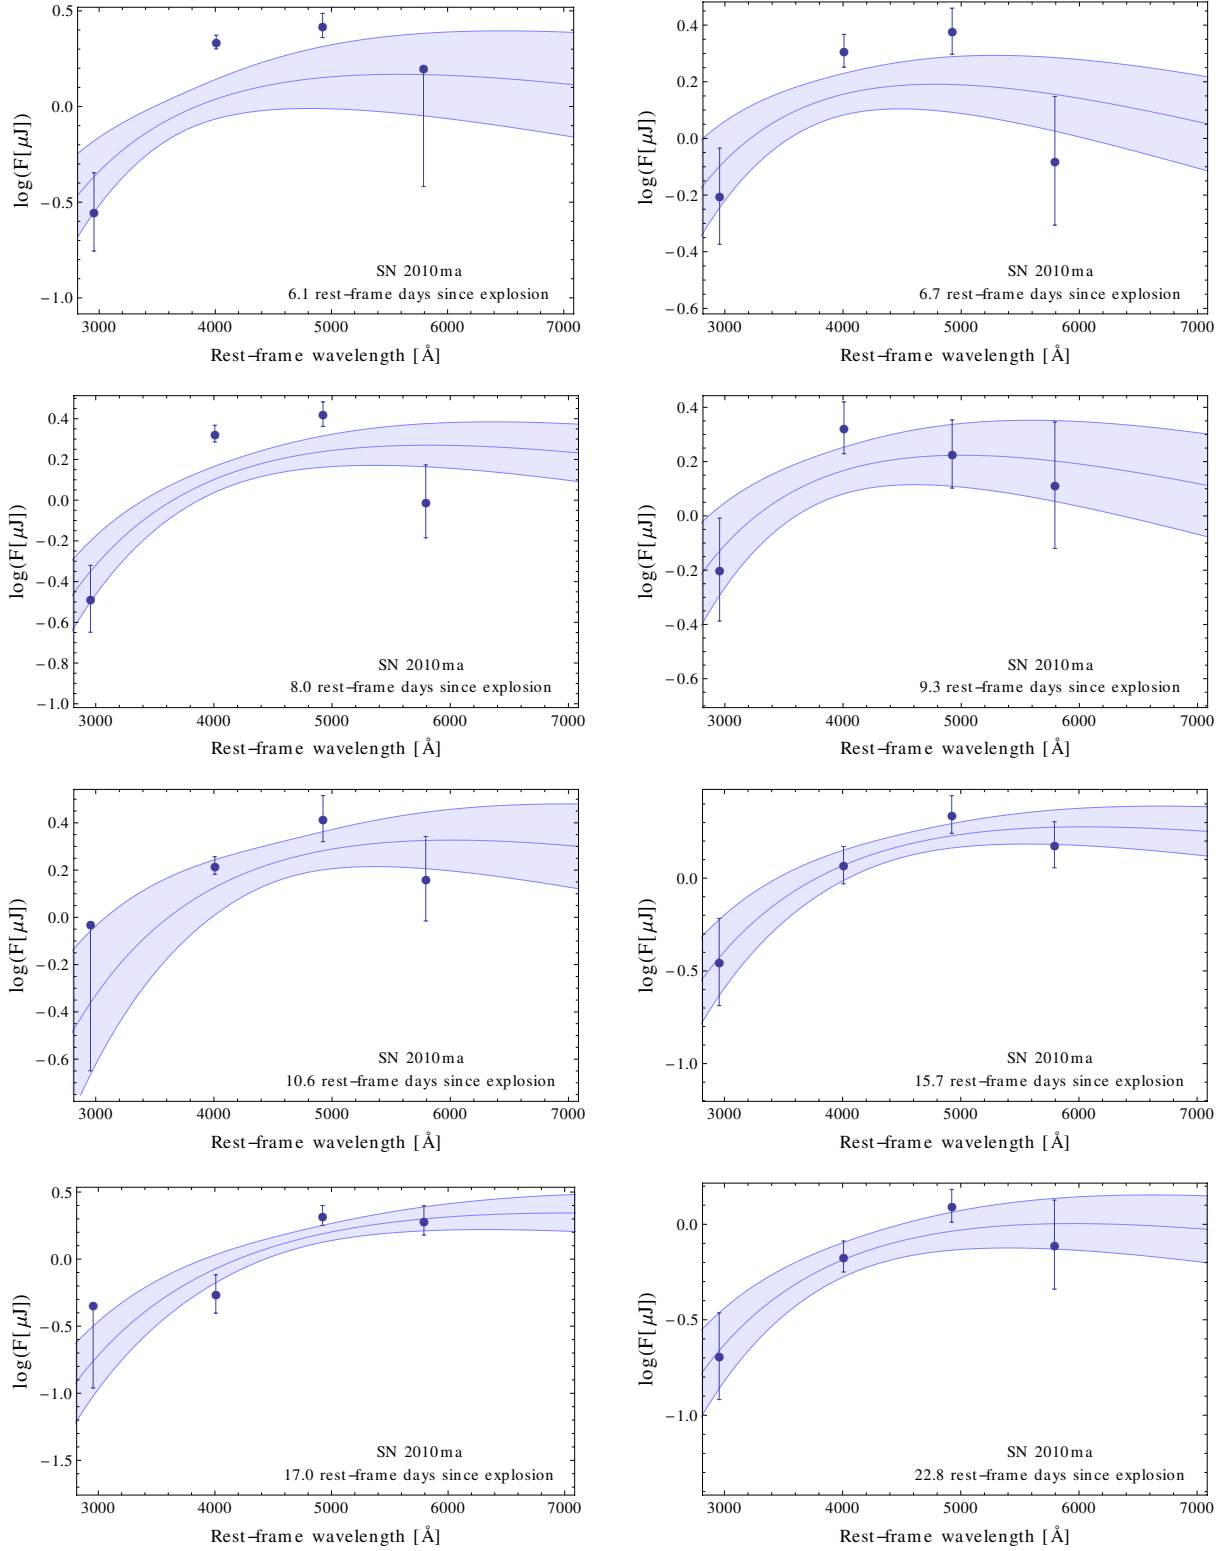 0.5
0.0
−0.5
−1.0
log(F[μJ])
SN 2010ma
6.1 rest−frame days since explosion
3000 4000 5000 6000 7000
Rest−frame wavelength [Å]
0.4
0.2
0.0
−0.2
−0.4
−0.6
log(F[μJ])
SN 2010ma
6.7 rest−frame days since explosion
3000 4000 5000 6000 7000
Rest−frame wavelength [Å]
0.4
0.2
0.0
−0.2
−0.4
−0.6
−0.8
−1.0
log(F[μJ])
SN 2010ma
8.0 rest−frame days since explosion
3000 4000 5000 6000 7000
Rest−frame wavelength [Å]
0.4
0.2
0.0
−0.2
−0.4
−0.6
log(F[μJ])
SN 2010ma
9.3 rest−frame days since explosion
3000 4000 5000 6000 7000
Rest−frame wavelength [Å]
0.4
0.2
0.0
−0.2
−0.4
−0.6
log(F[μJ])
SN 2010ma
10.6 rest−frame days since explosion
3000 4000 5000 6000 7000
Rest−frame wavelength [Å]
0.0
−0.5
−1.0
log(F[μJ])
SN 2010ma
15.7 rest−frame days since explosion
3000 4000 5000 6000 7000
Rest−frame wavelength [Å]
0.5
0.0
−0.5
−1.0
−1.5
log(F[μJ])
SN 2010ma
17.0 rest−frame days since explosion
3000 4000 5000 6000 7000
Rest−frame wavelength [Å]
0.0
−0.5
−1.0
log(F[μJ])
SN 2010ma
22.8 rest−frame days since explosion
3000 4000 5000 6000 7000
Rest−frame wavelength [Å]